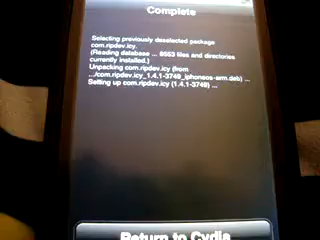 Complete
Selecting previously deselected package
com.ripdev.icy.
(Reading database ... 8553 files and directories
currently installed.)
Unpacking com.ripdev.icy (from
.../com.ripdev.icy_1.4.1-3749_iphoneos-arm.deb) ...
Setting up com.ripdev.icy (1.4.1-3749) ...
Return to Cydia